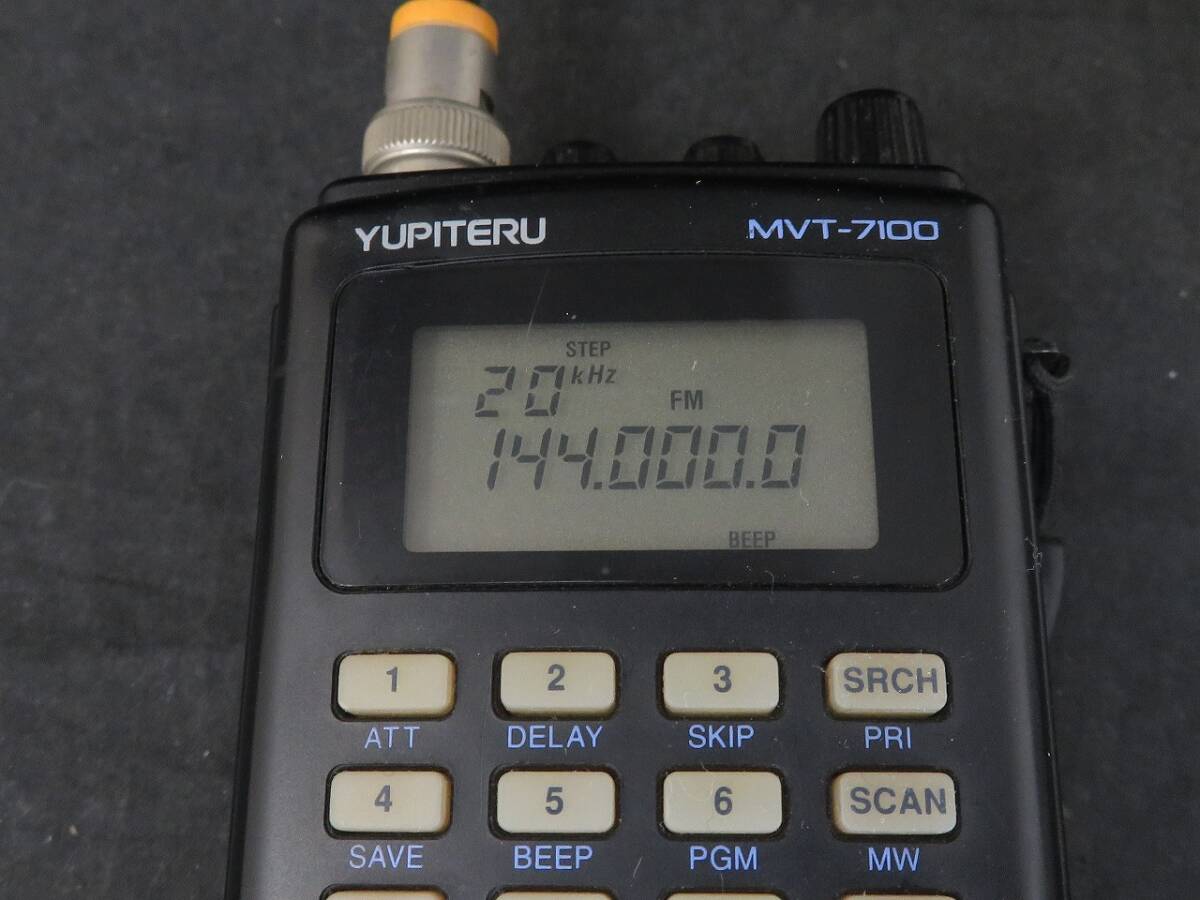 YUPITERU MVT-7100
STEP
20 kHz
FM
144.000.0
BEEP
1 2 3 SRCH
ATT DELAY SKIP PRI
4 5 6 SCAN
SAVE BEEP PGM MW